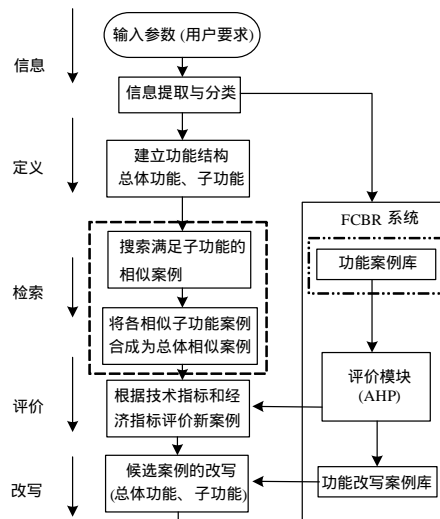 输入参数 (用户要求)
信息
信息提取与分类
定义
建立功能结构
总体功能、子功能
FCBR 系统
搜索满足子功能的
相似案例
功能案例库
检索
将各相似子功能案例
合成为总体相似案例
评价
根据技术指标和经
济指标评价新案例
评价模块
(AHP)
改写
候选案例的改写
(总体功能、子功能)
功能改写案例库